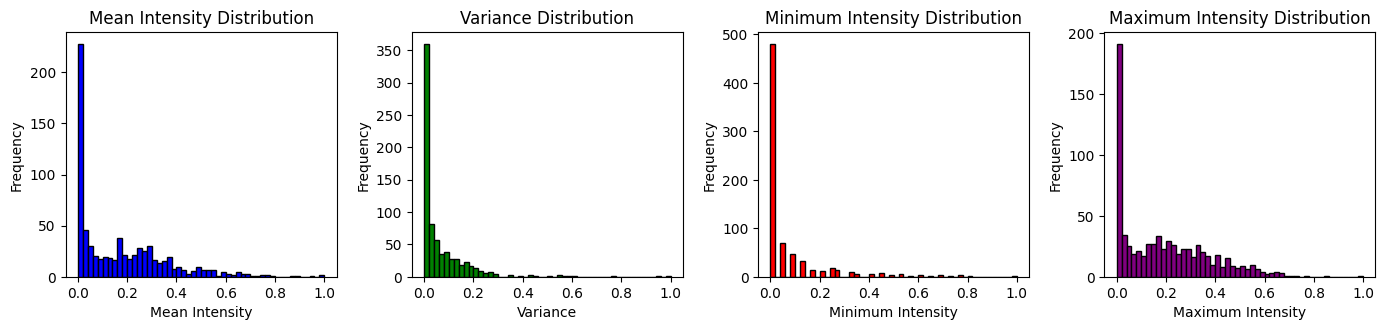 Mean Intensity Distribution
Frequency
200
150
100
50
0
0.0 0.2 0.4 0.6 0.8 1.0
Mean Intensity
Variance Distribution
Frequency
350
300
250
200
150
100
50
0
0.0 0.2 0.4 0.6 0.8 1.0
Variance
Minimum Intensity Distribution
Frequency
500
400
300
200
100
0
0.0 0.2 0.4 0.6 0.8 1.0
Minimum Intensity
Maximum Intensity Distribution
Frequency
200
150
100
50
0
0.0 0.2 0.4 0.6 0.8 1.0
Maximum Intensity